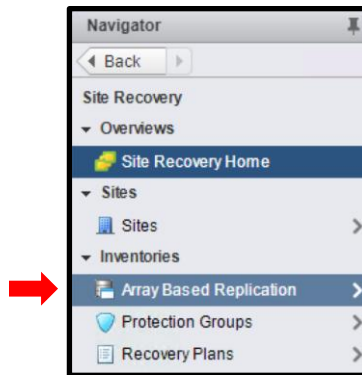 Navigator
Back
Site Recovery
Overviews
Site Recovery Home
Sites
Sites
Inventories
Array Based Replication
Protection Groups
Recovery Plans